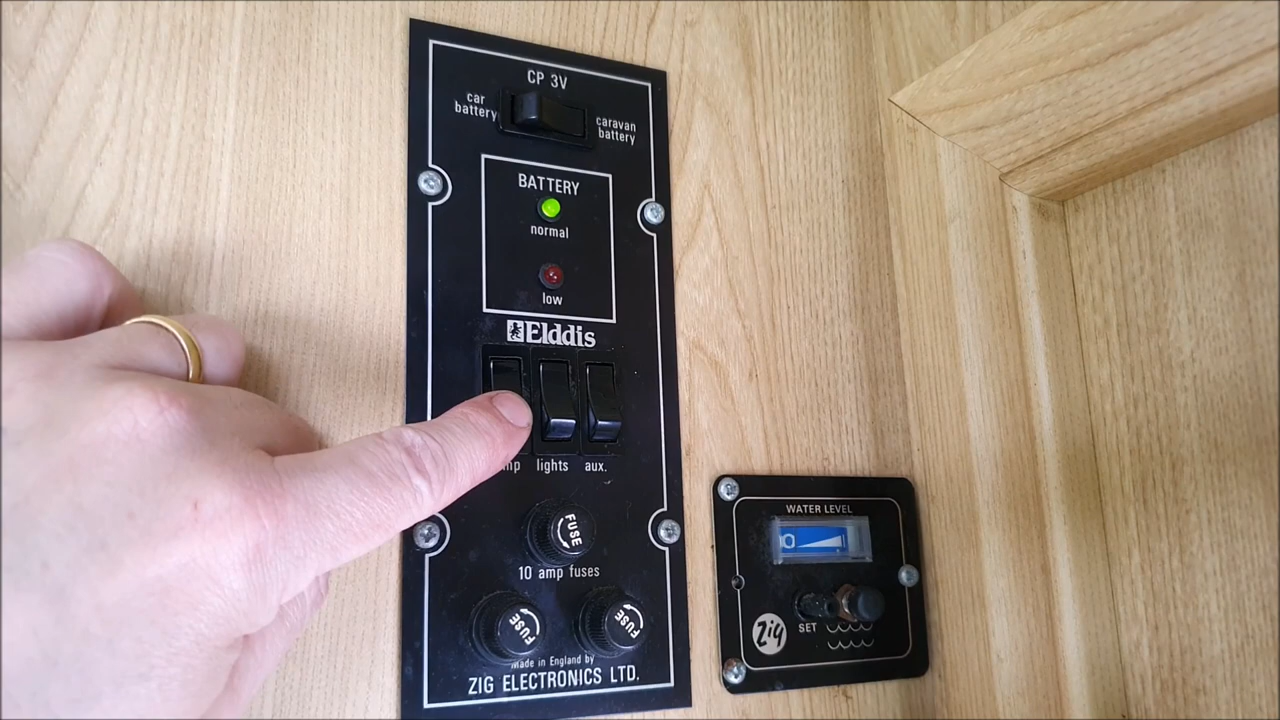 CP 3V
car
battery
caravan
battery
BATTERY
normal
low
Elddis
lights aux.
FUSE
10 amp fuses
FUSE FUSE
Made in England by
ZIG ELECTRONICS LTD.
WATER LEVEL
0
SET
Zig